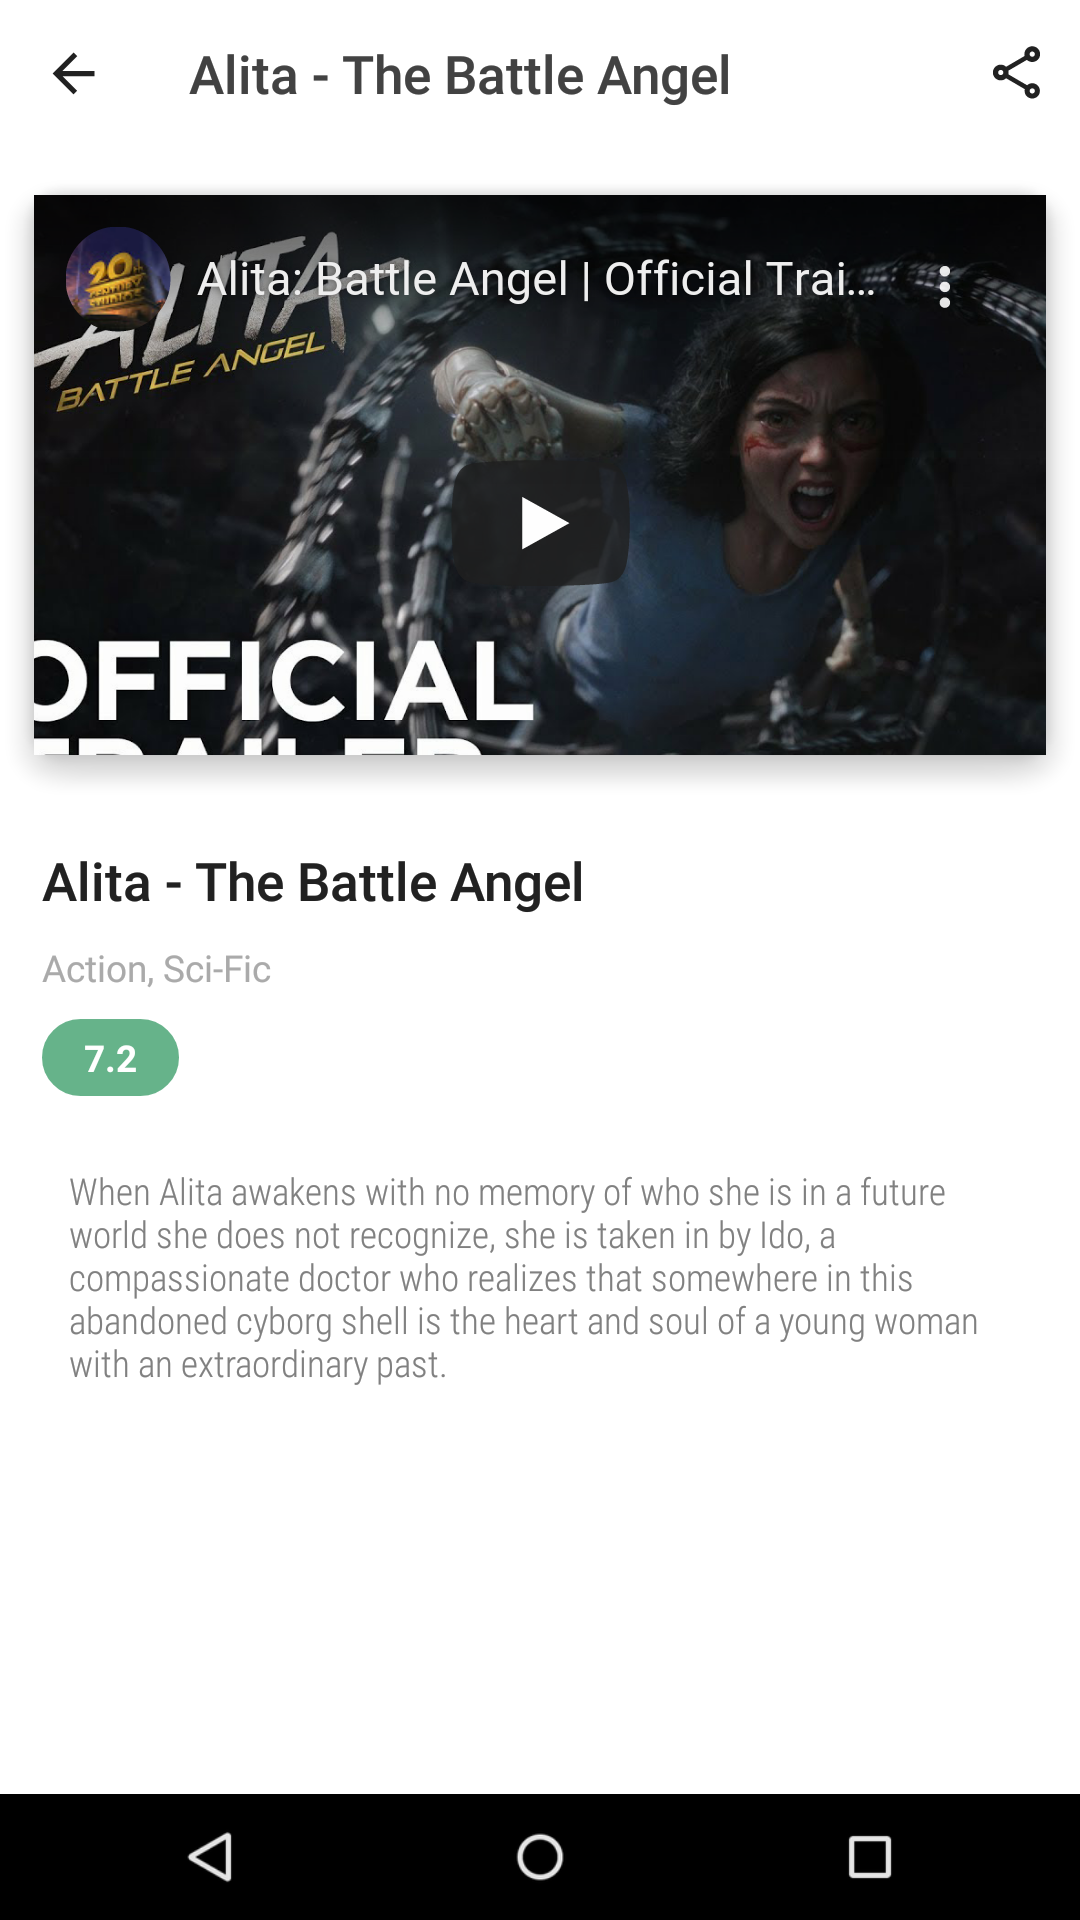 Alita - The Battle Angel
20th
CENTURY
STUDIOS
Alita: Battle Angel | Official Trai...
ALITA
BATTLE ANGEL
OFFICIAL
TRAILER
Alita - The Battle Angel
Action, Sci-Fic
7.2
When Alita awakens with no memory of who she is in a future
world she does not recognize, she is taken in by Ido, a
compassionate doctor who realizes that somewhere in this
abandoned cyborg shell is the heart and soul of a young woman
with an extraordinary past.